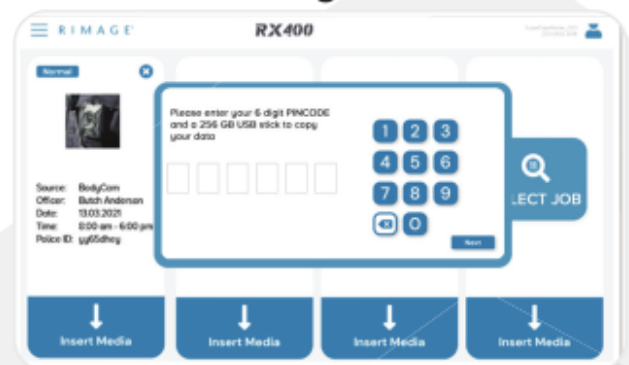 RIMAGE
RX400
Normal
Please enter your 6 digit PINCODE
and a 256 GB USB stick to copy
your data
1 2 3
4 5 6
7 8 9
0
Next
Source: BodyCam
Officer: Butch Anderson
Date: 13.03.2021
Time: 8:00 am - 6:00 pm
Police ID: yy65dhey
LECT JOB
Insert Media
Insert Media
Insert Media
Insert Media